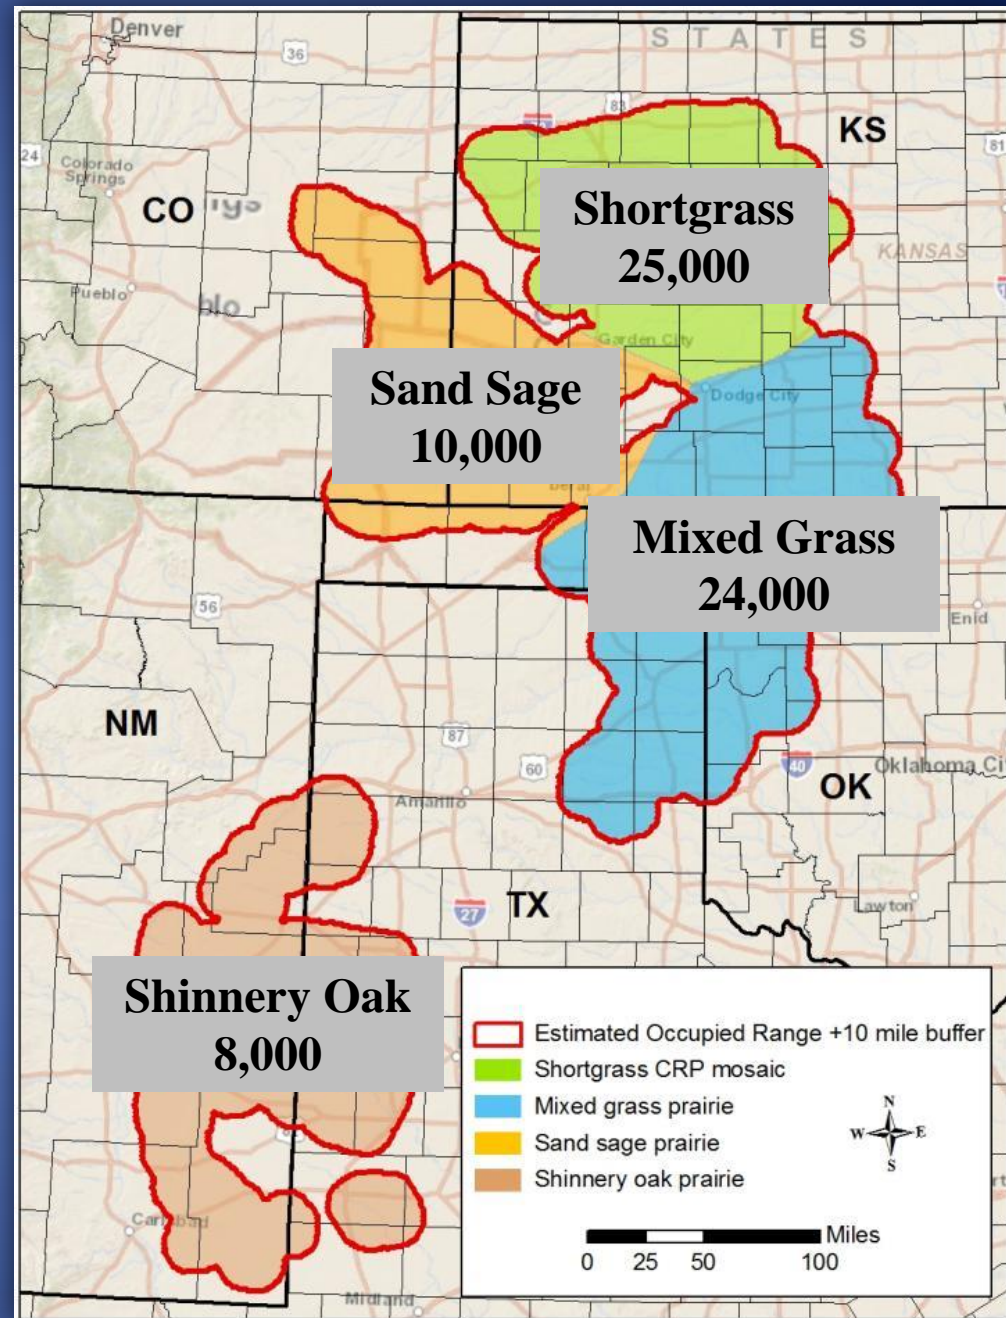 Denver
36
S T A T E S
83
KS
81
24
Colorado
Springs
CO
Shortgrass
25,000
KANSAS
Pueblo
blo
Garden City
Sand Sage
10,000
Dodge City
Mixed Grass
24,000
56
Enid
NM
87
60
40
Oklahoma Ci
OK
Amarillo
TX
27
Lawton
Shinnery Oak
8,000
Estimated Occupied Range +10 mile buffer
Shortgrass CRP mosaic
Mixed grass prairie
Sand sage prairie
Shinnery oak prairie
N
W E
S
Miles
0 25 50 100
Carlsbad
Midland